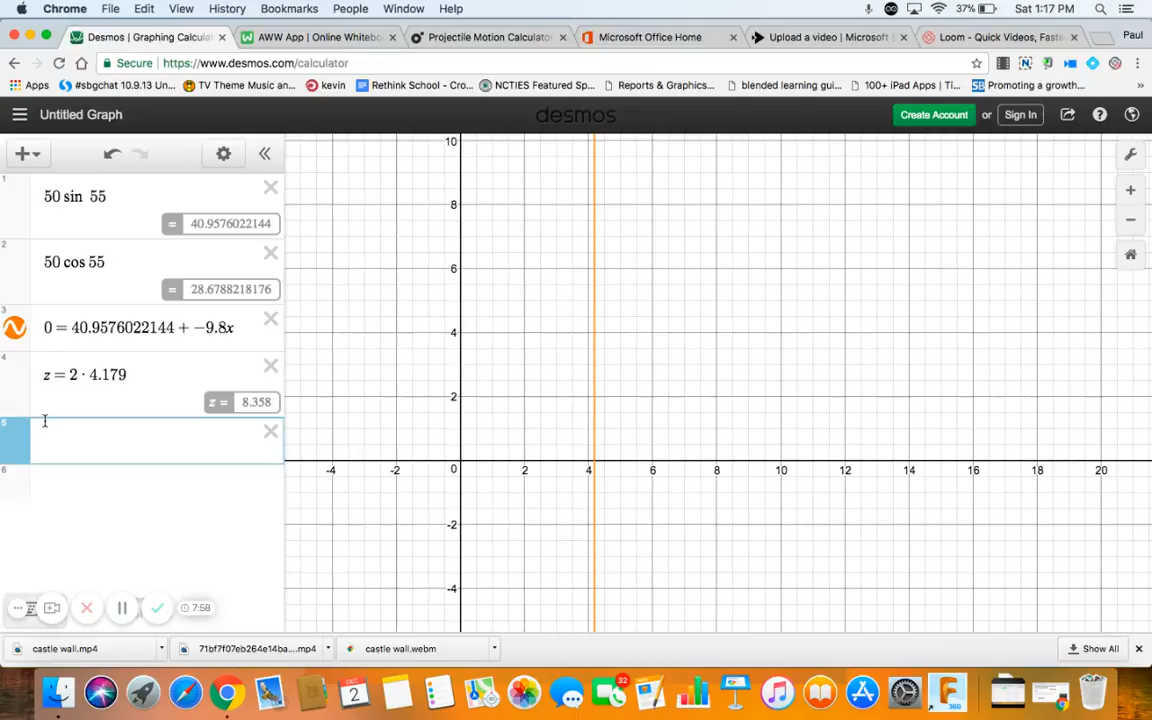 Chrome File Edit View History Bookmarks People Window Help 37% Sat 1:17 PM
Desmos | Graphing Calculat AWW App | Online Whitebo Projectile Motion Calculator Microsoft Office Home Upload a video | Microsoft Loom - Quick Videos, Faste Paul
Secure https://www.desmos.com/calculator
Apps #sbgchat 10.9.13 Un... TV Theme Music an... kevin Rethink School - Cro... NCTIES Featured Sp... Reports & Graphics... blended learning gui... 100+ iPad Apps | Ti... SB Promoting a growth... »
Untitled Graph desmos Create Account or Sign In
1
50 sin 55
= 40.9576022144
2
50 cos 55
= 28.6788218176
3
0 = 40.9576022144 + −9.8x
4
z = 2 · 4.179
z = 8.358
5
6
10
8
6
4
2
-4 -2 0 2 4 6 8 10 12 14 16 18 20
-2
-4
7:58
castle wall.mp4 71bf7f07eb264e14ba....mp4 castle wall.webm Show All
DEC 2 32 F 360